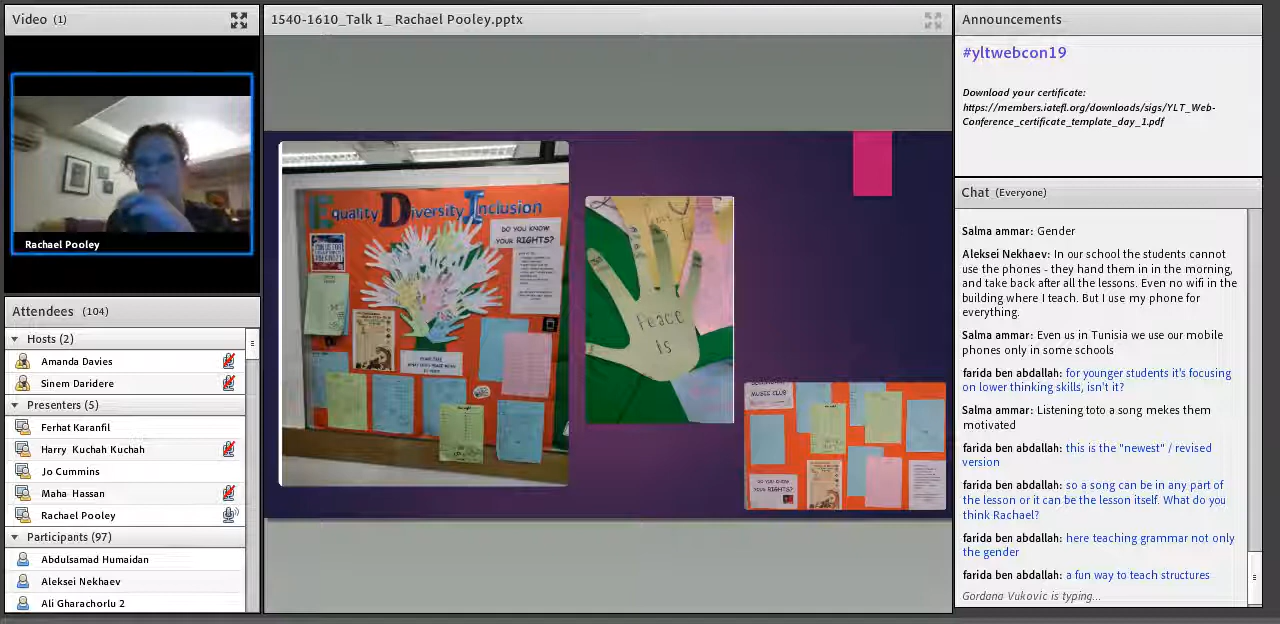 Video (1)
1540-1610_Talk 1_ Rachael Pooley.pptx
Announcements
#yltwebcon19
Download your certificate:
https://members.iatefl.org/downloads/sigs/YLT_Web-
Conference_certificate_template_day_1.pdf
Rachael Pooley
Attendees (104)
Hosts (2)
Amanda Davies
Sinem Daridere
Presenters (5)
Ferhat Karanfil
Harry Kuchah Kuchah
Jo Cummins
Maha Hassan
Rachael Pooley
Participants (97)
Abdulsamad Humaidan
Aleksei Nekhaev
Ali Gharachorlu 2
Equality Diversity Inclusion
DO YOU KNOW
YOUR RIGHTS?
Peace
is
MUSIC CLUB
DO YOU KNOW
YOUR RIGHTS?
Chat (Everyone)
Salma ammar: Gender
Aleksei Nekhaev: In our school the students cannot
use the phones - they hand them in in the morning,
and take back after all the lessons. Even no wifi in the
building where I teach. But I use my phone for
everything.
Salma ammar: Even us in Tunisia we use our mobile
phones only in some schools
farida ben abdallah: for younger students it's focusing
on lower thinking skills, isn't it?
Salma ammar: Listening toto a song makes them
motivated
farida ben abdallah: this is the "newest" / revised
version
farida ben abdallah: so a song can be in any part of
the lesson or it can be the lesson itself. What do you
think Rachael?
farida ben abdallah: here teaching grammar not only
the gender
farida ben abdallah: a fun way to teach structures
Gordana Vukovic is typing...